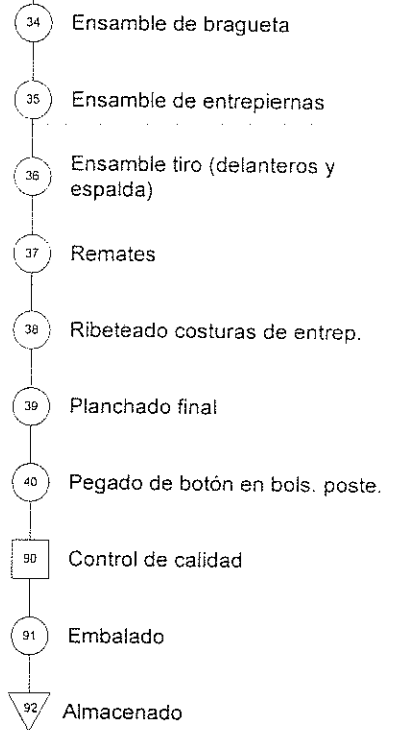 34 Ensamble de bragueta
35 Ensamble de entrepiernas
36 Ensamble tiro (delanteros y
espalda)
37 Remates
38 Ribeteado costuras de entrep.
39 Planchado final
40 Pegado de botón en bols. poste.
90 Control de calidad
91 Embalado
92 Almacenado